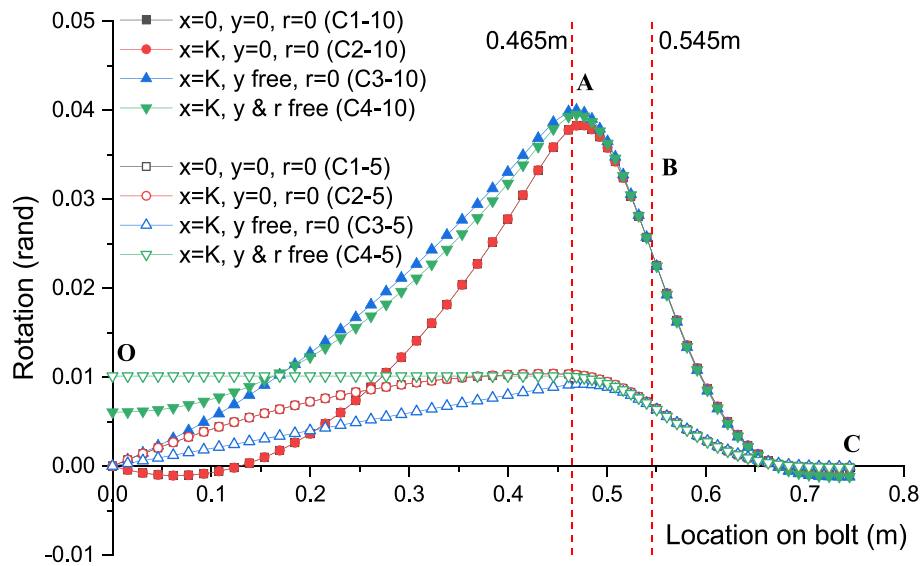 0.05
0.04
0.03
0.02
0.01
0.00
-0.01
Rotation (rand)
x=0, y=0, r=0 (C1-10)
x=K, y=0, r=0 (C2-10)
x=K, y free, r=0 (C3-10)
x=K, y & r free (C4-10)
x=0, y=0, r=0 (C1-5)
x=K, y=0, r=0 (C2-5)
x=K, y free, r=0 (C3-5)
x=K, y & r free (C4-5)
0.465m
0.545m
A
B
O
C
0.0 0.1 0.2 0.3 0.4 0.5 0.6 0.7 0.8
Location on bolt (m)